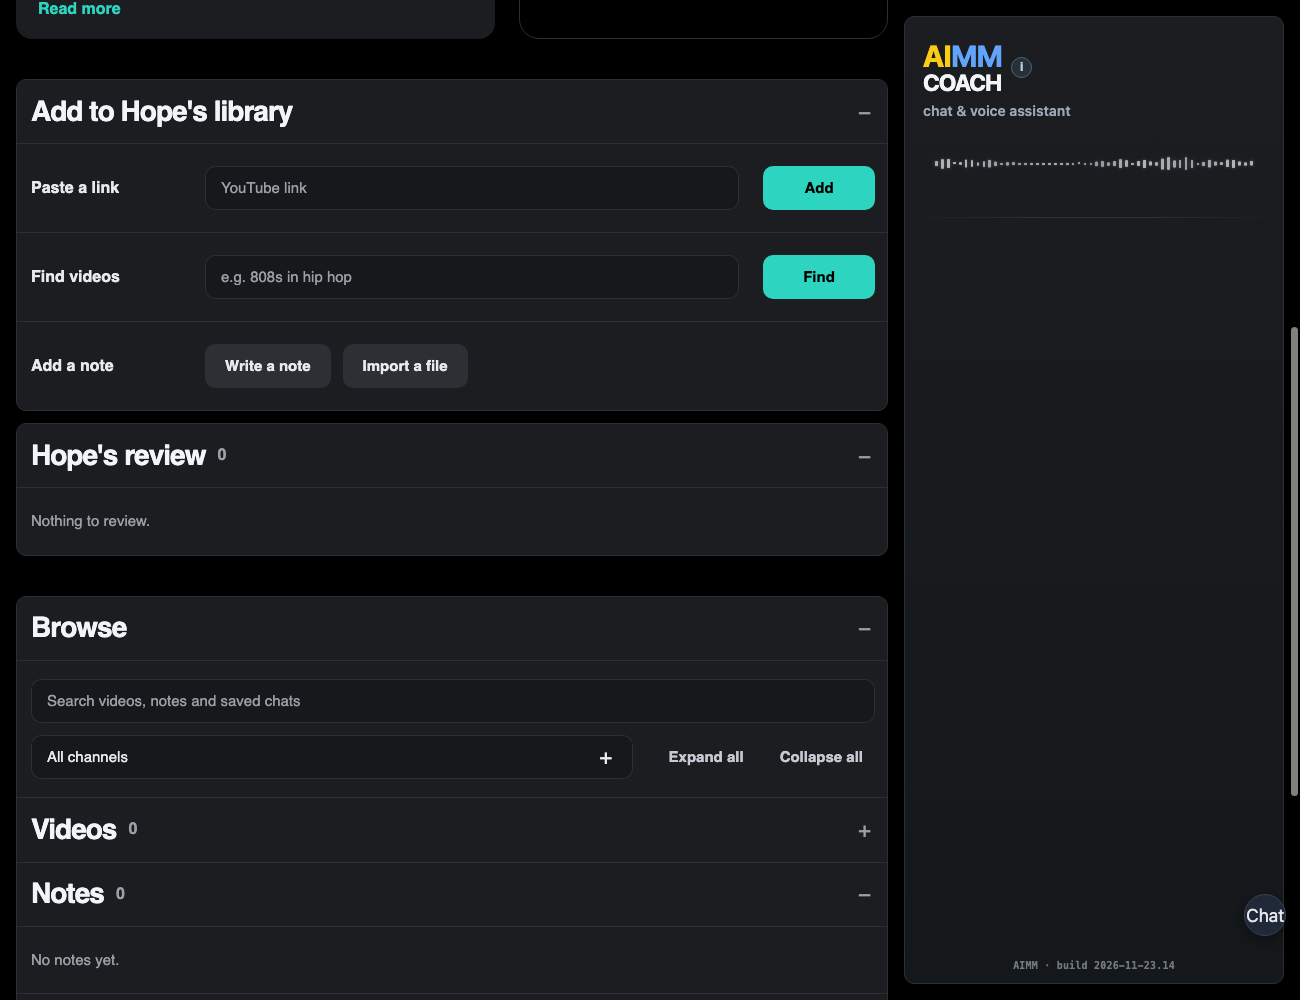 Read more
Add to Hope's library
Paste a link
YouTube link
Add
Find videos
e.g. 808s in hip hop
Find
Add a note
Write a note
Import a file
Hope's review 0
Nothing to review.
Browse
Search videos, notes and saved chats
All channels
Expand all
Collapse all
Videos 0
Notes 0
No notes yet.
AIMM
COACH
i
chat & voice assistant
Chat
AIMM · build 2026-11-23.14